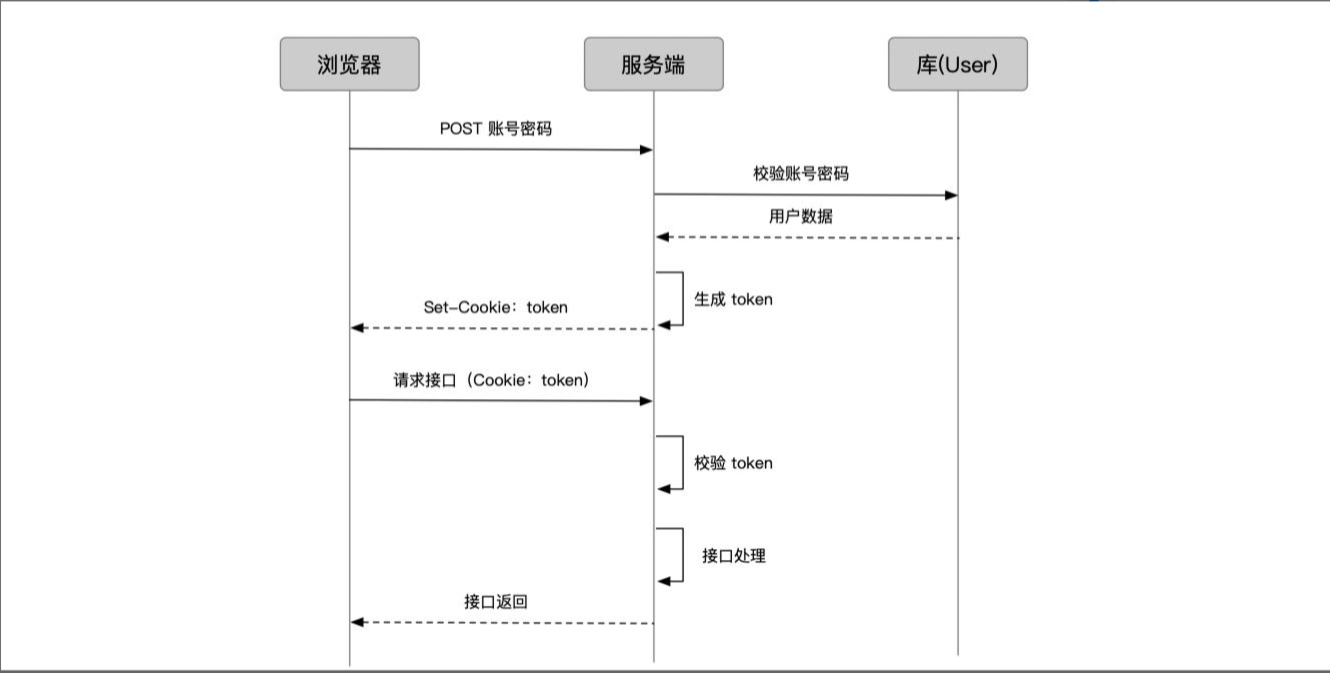 浏览器
服务端
库(User)
POST 账号密码
校验账号密码
用户数据
生成 token
Set-Cookie：token
请求接口（Cookie：token）
校验 token
接口处理
接口返回